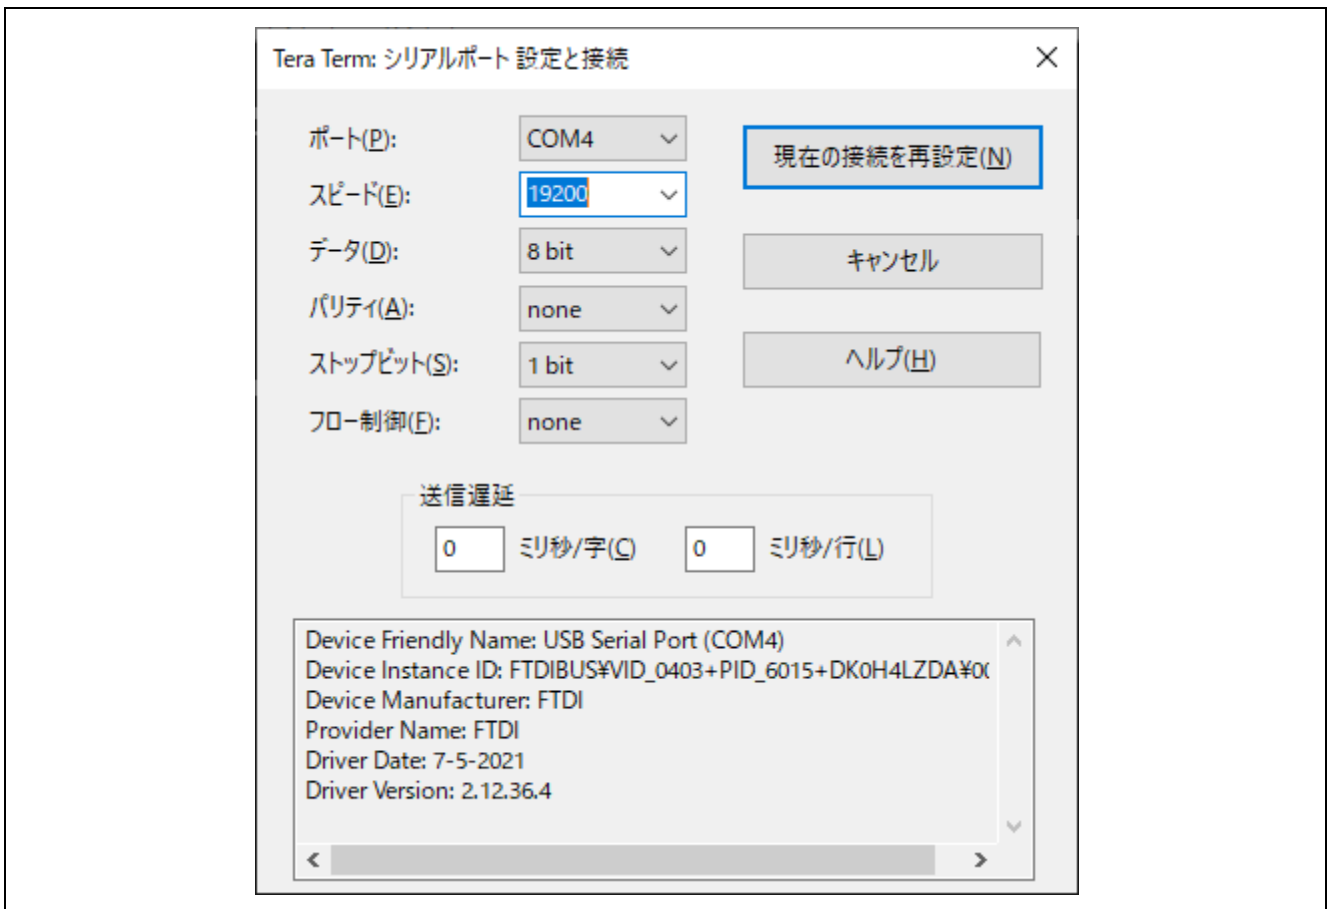 Tera Term: シリアルポート 設定と接続
ポート(P):
COM4
現在の接続を再設定(N)
スピード(E):
19200
データ(D):
8 bit
キャンセル
パリティ(A):
none
ストップビット(S):
1 bit
ヘルプ(H)
フロー制御(F):
none
送信遅延
0
ミリ秒/字(C)
0
ミリ秒/行(L)
Device Friendly Name: USB Serial Port (COM4)
Device Instance ID: FTDIBUS¥VID_0403+PID_6015+DK0H4LZDA¥00
Device Manufacturer: FTDI
Provider Name: FTDI
Driver Date: 7-5-2021
Driver Version: 2.12.36.4